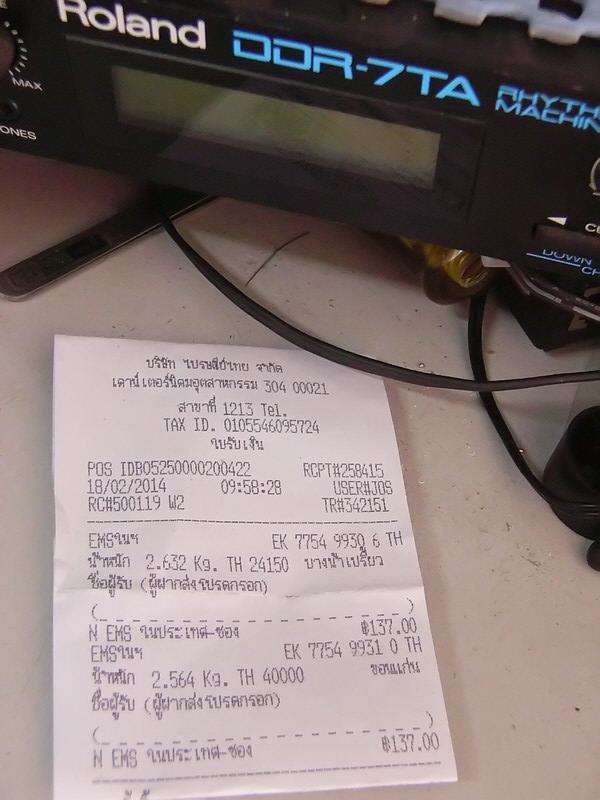 Roland DDR-7TA
MAX
DOWN
บริษัท ไปรษณีย์ไทย จำกัด
เคาน์เตอร์นิคมอุตสาหกรรม 304 00021
สาขาที่ 1213 Tel.
TAX ID. 0105546095724
ใบรับเงิน
POS IDB05250000200422 RCPT#258415
18/02/2014 09:58:28 USER#JOS
RC#500119 W2 TR#342151
EMSในฯ EK 7754 9930 6 TH
น้ำหนัก 2.632 Kg. TH 24150 บางน้ำเปรี้ยว
ชื่อผู้รับ (ผู้ฝากส่งโปรดกรอก)
(_ _ _ _ _ _ _ _ _ _ _ _ _ _ _ _ _)
N EMS ในประเทศ-ซอง ฿137.00
EMSในฯ EK 7754 9931 0 TH
น้ำหนัก 2.564 Kg. TH 40000 ขอนแก่น
ชื่อผู้รับ (ผู้ฝากส่งโปรดกรอก)
(_ _ _ _ _ _ _ _ _ _ _ _ _ _ _ _ _)
N EMS ในประเทศ-ซอง ฿137.00